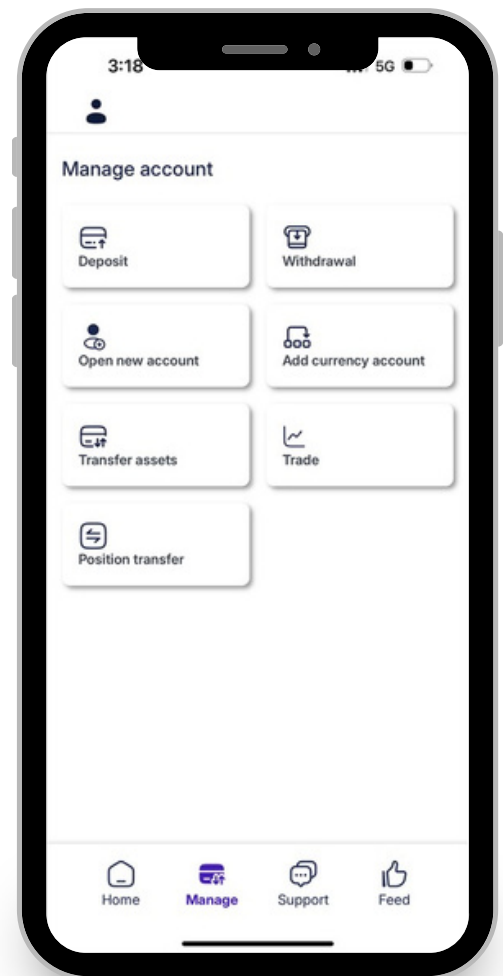 3:18 5G
Manage account
Deposit Withdrawal
Open new account Add currency account
Transfer assets Trade
Position transfer
Home Manage Support Feed